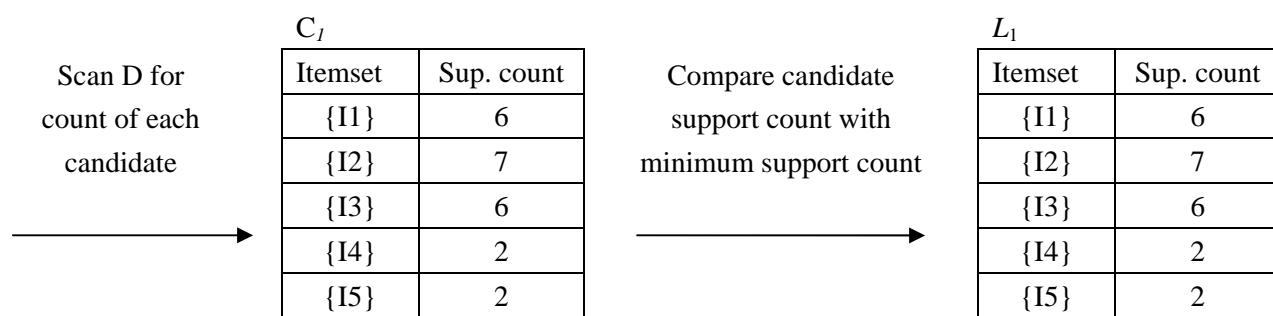 C1
L1
Scan D for
count of each
candidate
Itemset Sup. count
{I1} 6
{I2} 7
{I3} 6
{I4} 2
{I5} 2
Compare candidate
support count with
minimum support count
Itemset Sup. count
{I1} 6
{I2} 7
{I3} 6
{I4} 2
{I5} 2